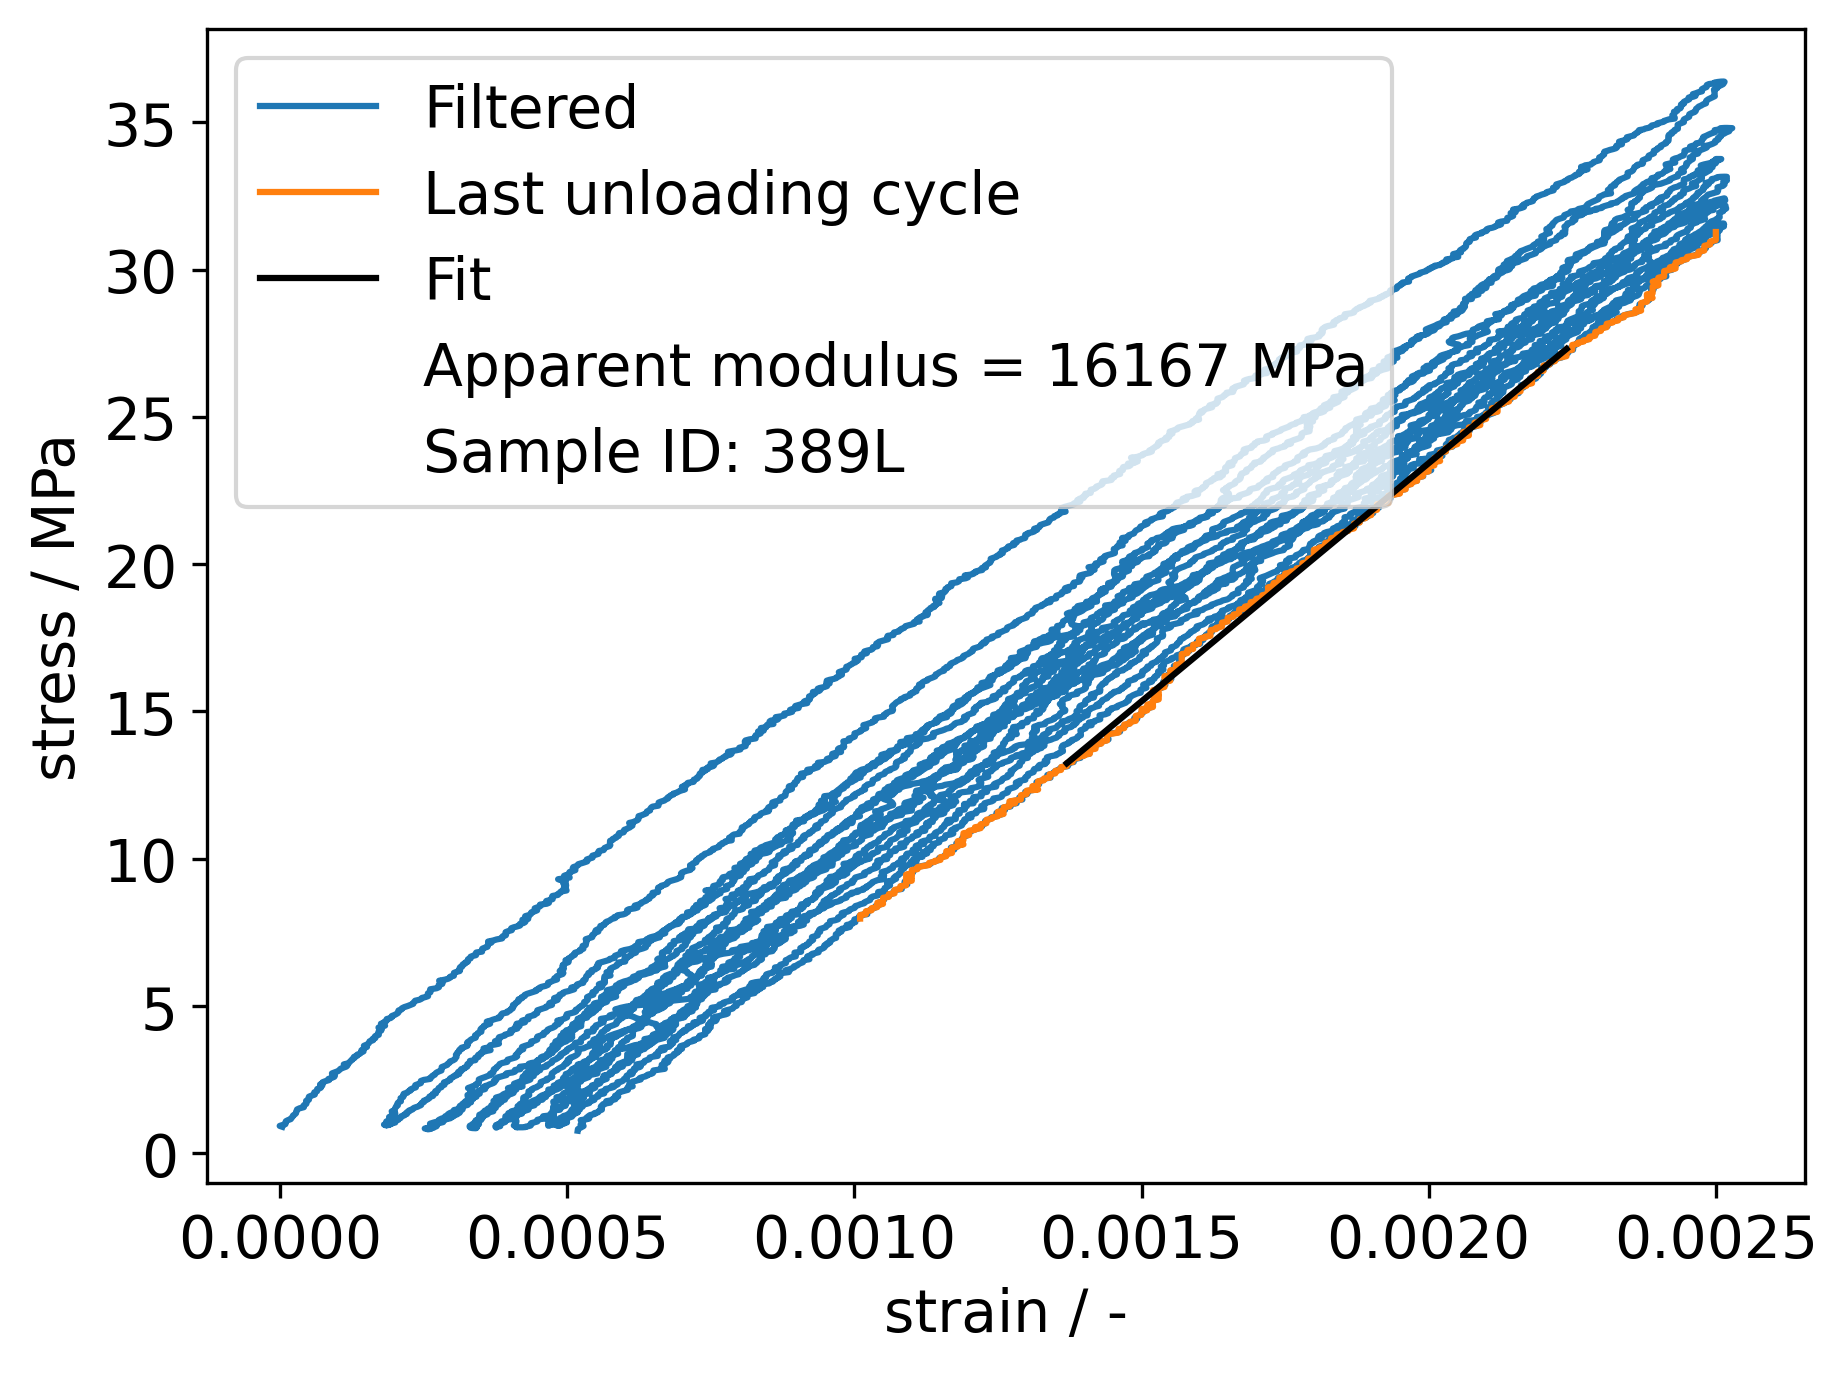 Filtered
Last unloading cycle
Fit
Apparent modulus = 16167 MPa
Sample ID: 389L
35
30
25
20
15
10
5
0
stress / MPa
0.0000 0.0005 0.0010 0.0015 0.0020 0.0025
strain / -